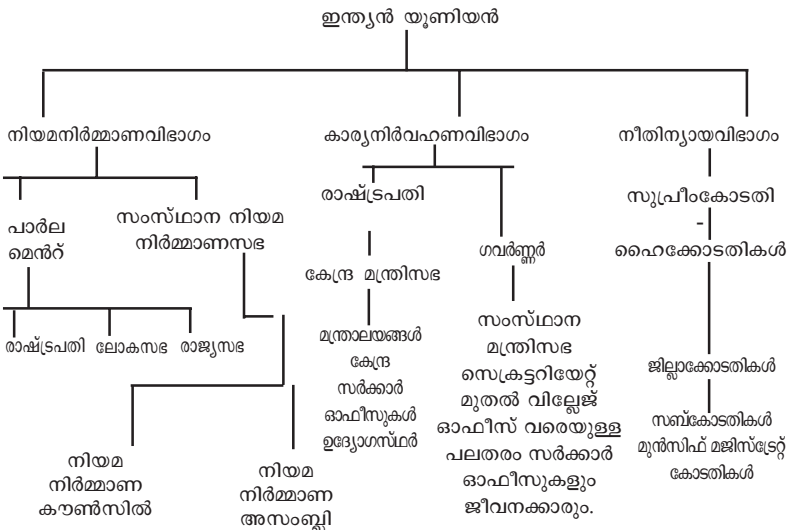 ഇന്ത്യൻ യൂണിയൻ
നിയമനിർമ്മാണവിഭാഗം
കാര്യനിർവഹണവിഭാഗം
നീതിന്യായവിഭാഗം
പാർല
മെൻറ്
സംസ്ഥാന നിയമ
നിർമ്മാണസഭ
രാഷ്ട്രപതി
ലോകസഭ
രാജ്യസഭ
നിയമ
നിർമ്മാണ
കൗൺസിൽ
നിയമ
നിർമ്മാണ
അസംബ്ലി
രാഷ്ട്രപതി
കേന്ദ്ര മന്ത്രിസഭ
മന്ത്രാലയങ്ങൾ
കേന്ദ്ര
സർക്കാർ
ഓഫീസുകൾ
ഉദ്യോഗസ്ഥർ
ഗവർണ്ണർ
സംസ്ഥാന
മന്ത്രിസഭ
സെക്രട്ടറിയേറ്റ്
മുതൽ വില്ലേജ്
ഓഫീസ് വരെയുള്ള
പലതരം സർക്കാർ
ഓഫീസുകളും
ജീവനക്കാരും.
സുപ്രീംകോടതി
-
ഹൈക്കോടതികൾ
ജില്ലാക്കോടതികൾ
സബ്കോടതികൾ
മുൻസിഫ് മജിസ്ട്രേറ്റ്
കോടതികൾ